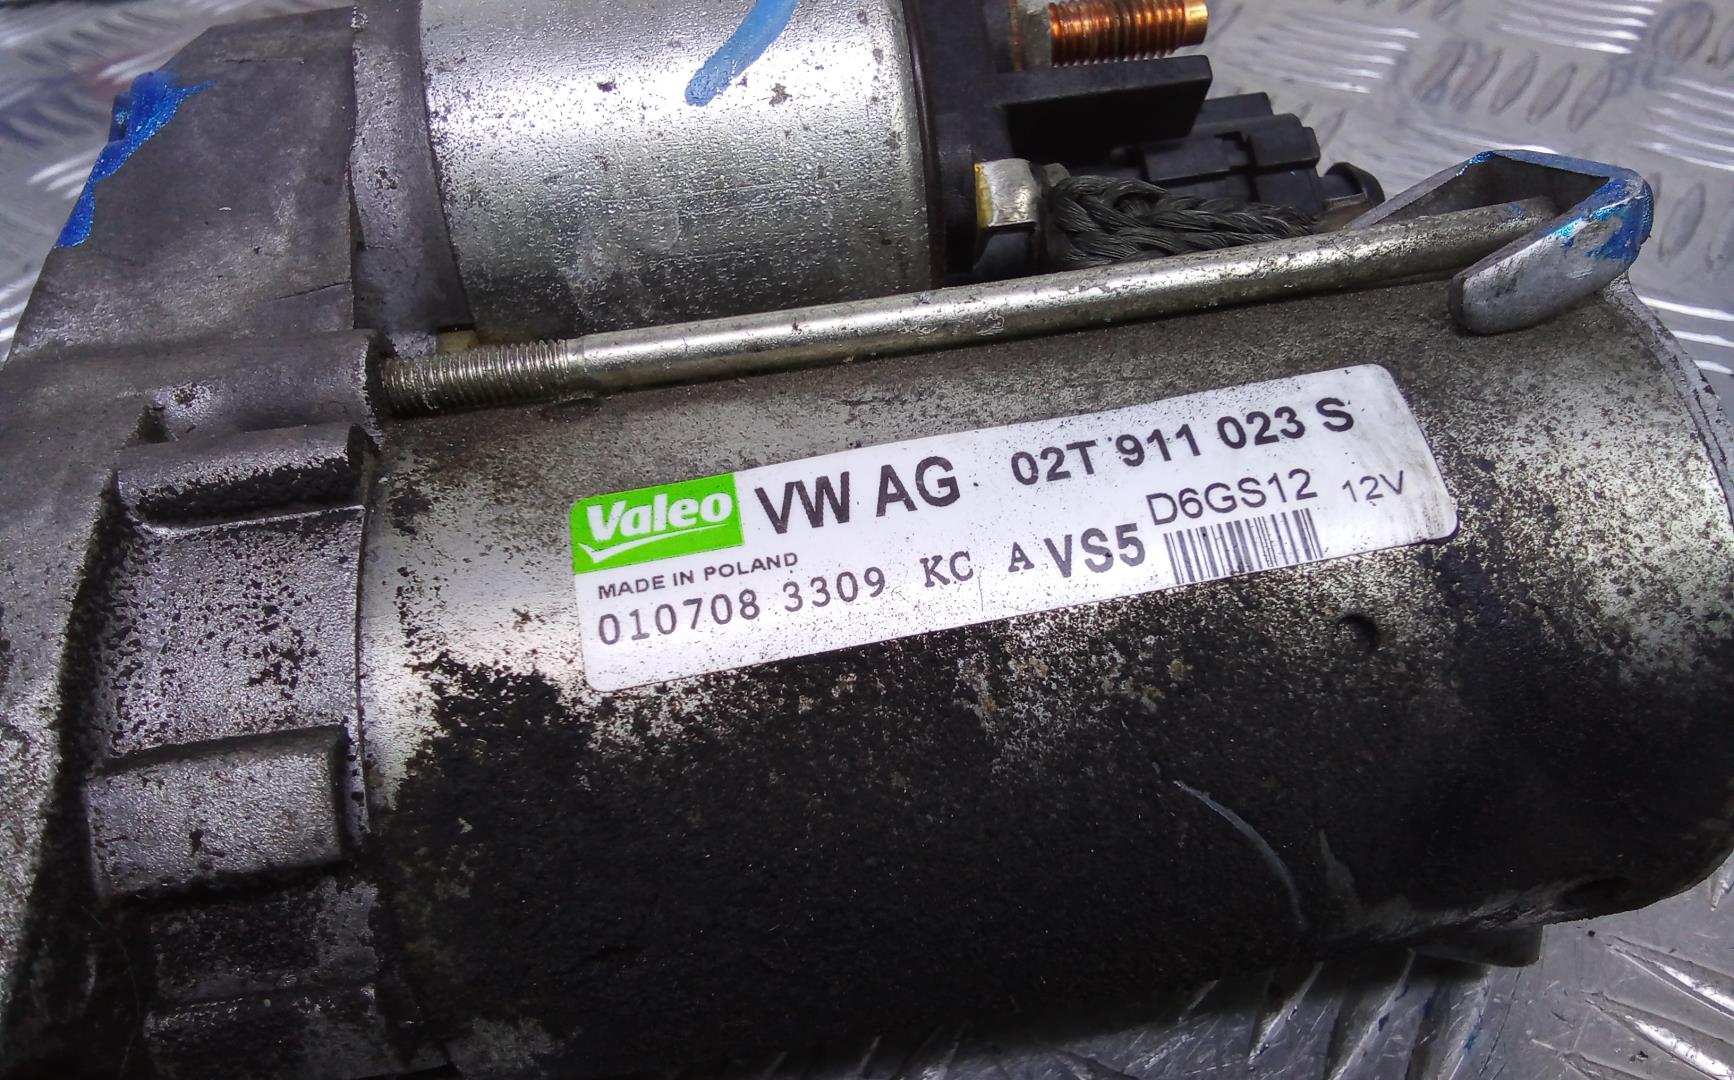 Valeo VW AG 02T 911 023 S
D6GS12 12V
MADE IN POLAND
010708 3309 KC A VS5